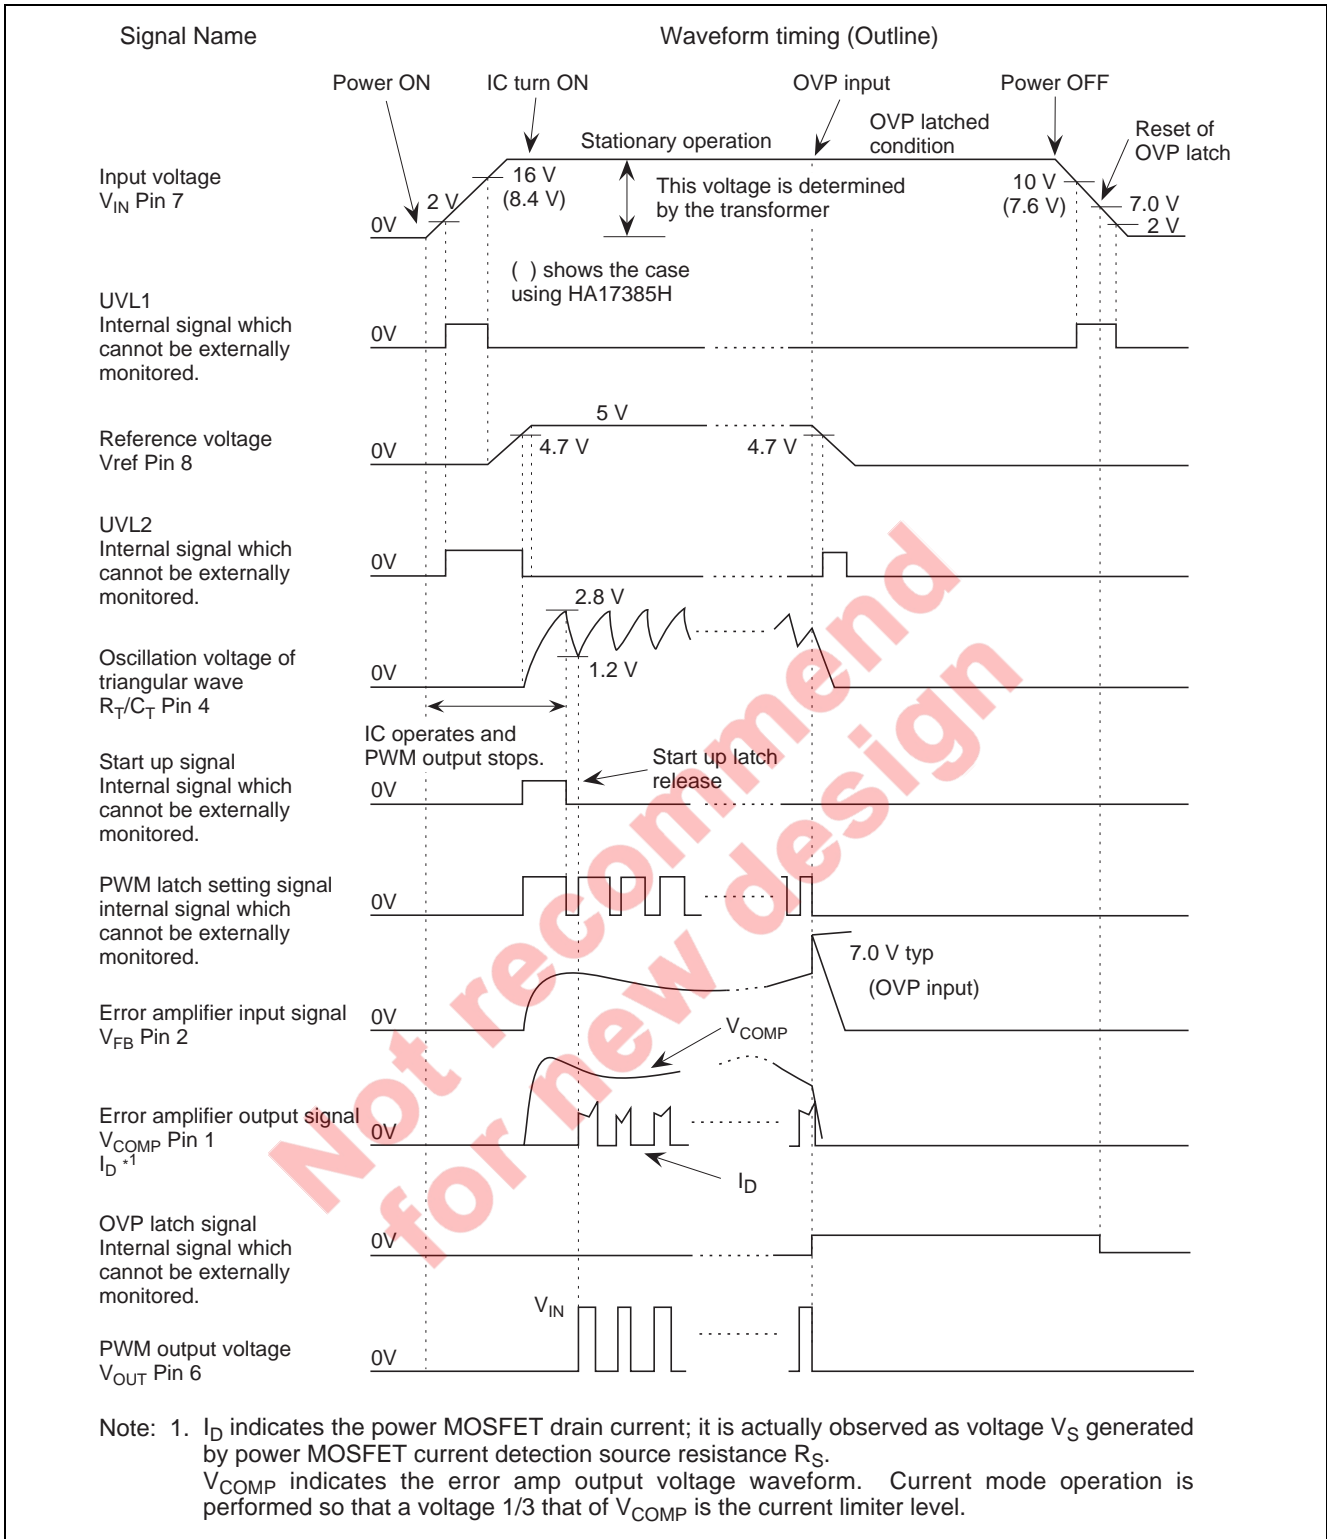 Signal Name
Waveform timing (Outline)
Power ON
IC turn ON
OVP input
Power OFF
Stationary operation
OVP latched
condition
Reset of
OVP latch
Input voltage
VIN Pin 7
0V
2 V
16 V
(8.4 V)
This voltage is determined
by the transformer
10 V
(7.6 V)
7.0 V
2 V
( ) shows the case
using HA17385H
UVL1
Internal signal which
cannot be externally
monitored.
0V
Reference voltage
Vref Pin 8
0V
5 V
4.7 V
4.7 V
UVL2
Internal signal which
cannot be externally
monitored.
0V
Oscillation voltage of
triangular wave
RT/CT Pin 4
0V
2.8 V
1.2 V
IC operates and
PWM output stops.
Start up signal
Internal signal which
cannot be externally
monitored.
0V
Start up latch
release
PWM latch setting signal
internal signal which
cannot be externally
monitored.
0V
7.0 V typ
(OVP input)
Error amplifier input signal
VFB Pin 2
0V
VCOMP
Error amplifier output signal
VCOMP Pin 1
ID *1
0V
ID
OVP latch signal
Internal signal which
cannot be externally
monitored.
0V
VIN
PWM output voltage
VOUT Pin 6
0V
Note: 1. ID indicates the power MOSFET drain current; it is actually observed as voltage VS generated
by power MOSFET current detection source resistance RS.
VCOMP indicates the error amp output voltage waveform. Current mode operation is
performed so that a voltage 1/3 that of VCOMP is the current limiter level.
Not recommend
for new design